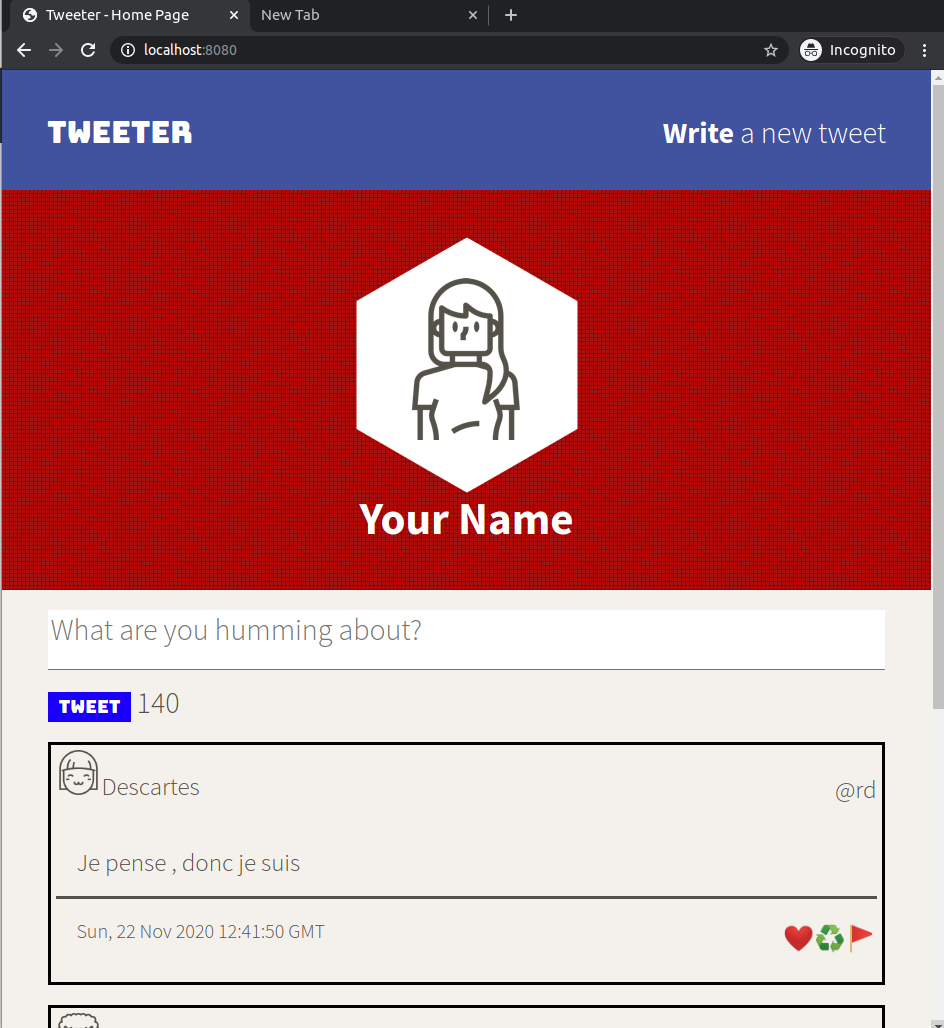 Tweeter - Home Page
New Tab
localhost:8080
Incognito
TWEETER
Write a new tweet
Your Name
What are you humming about?
TWEET 140
Descartes
@rd
Je pense , donc je suis
Sun, 22 Nov 2020 12:41:50 GMT